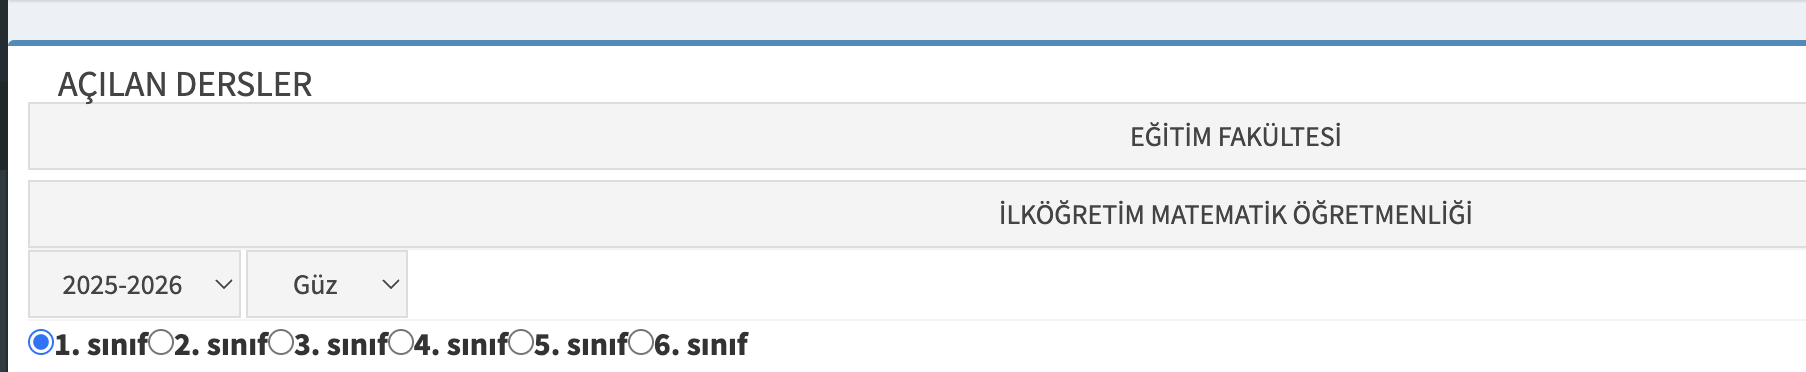 AÇILAN DERSLER
EĞİTİM FAKÜLTESİ
İLKÖĞRETİM MATEMATİK ÖĞRETMENLİĞİ
2025-2026 Güz
1. sınıf 2. sınıf 3. sınıf 4. sınıf 5. sınıf 6. sınıf